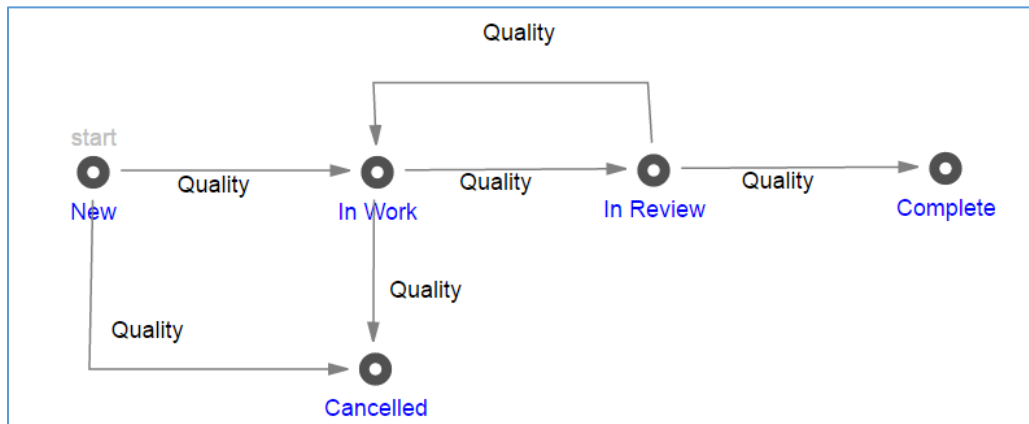 Quality
start
Quality
Quality
Quality
New
In Work
In Review
Complete
Quality
Quality
Cancelled